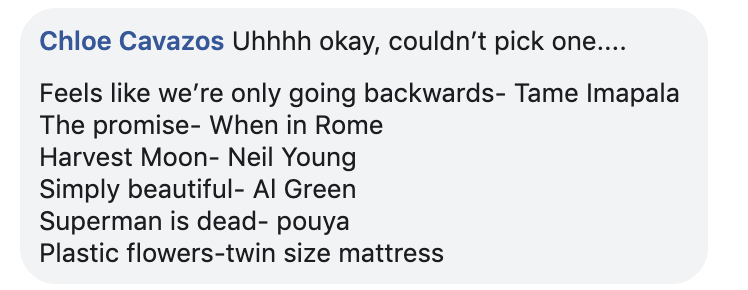 Chloe Cavazos Uhhhh okay, couldn’t pick one....
Feels like we’re only going backwards- Tame Imapala
The promise- When in Rome
Harvest Moon- Neil Young
Simply beautiful- Al Green
Superman is dead- pouya
Plastic flowers-twin size mattress